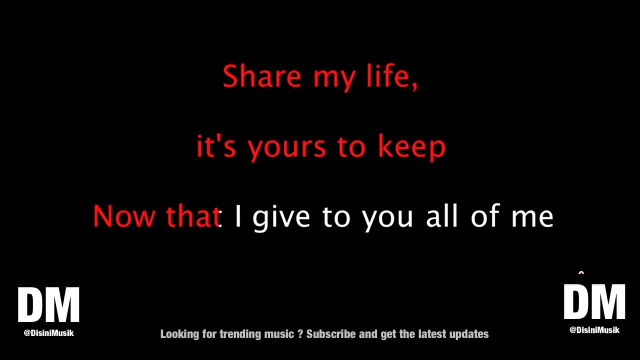 Share my life,
it's yours to keep
Now that I give to you all of me
DM
@DisiniMusik
DM
@DisiniMusik
Looking for trending music ? Subscribe and get the latest updates